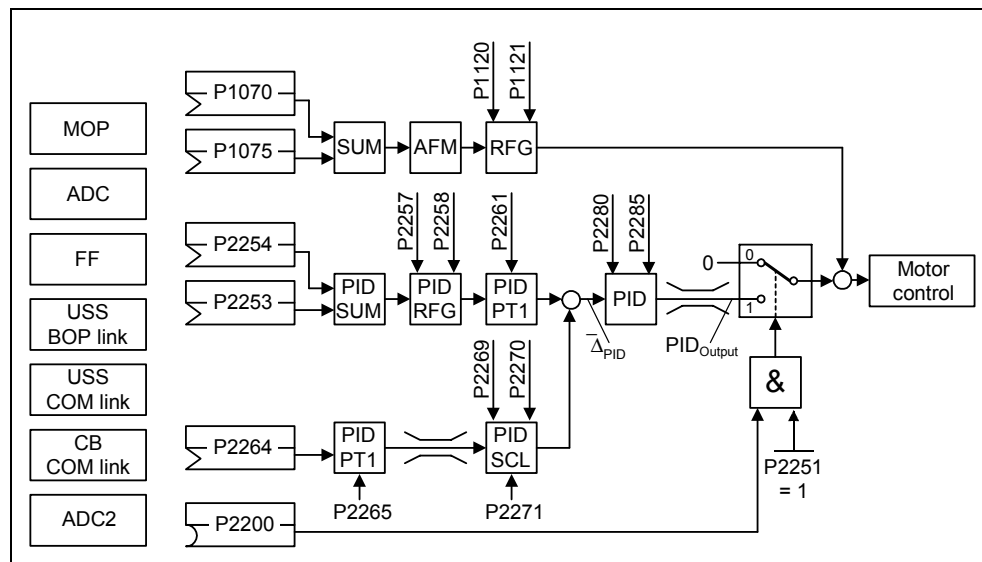 P1120
P1121
P1070
MOP
P1075
SUM
AFM
RFG
ADC
P2257
P2258
P2261
P2280
P2285
P2254
FF
0
0
Motor
control
P2253
PID
SUM
PID
RFG
PID
PT1
PID
1
USS
BOP link
Δ̅PID
PIDOutput
P2269
P2270
&
USS
COM link
CB
COM link
P2264
PID
PT1
PID
SCL
P2251
= 1
P2265
P2271
ADC2
P2200